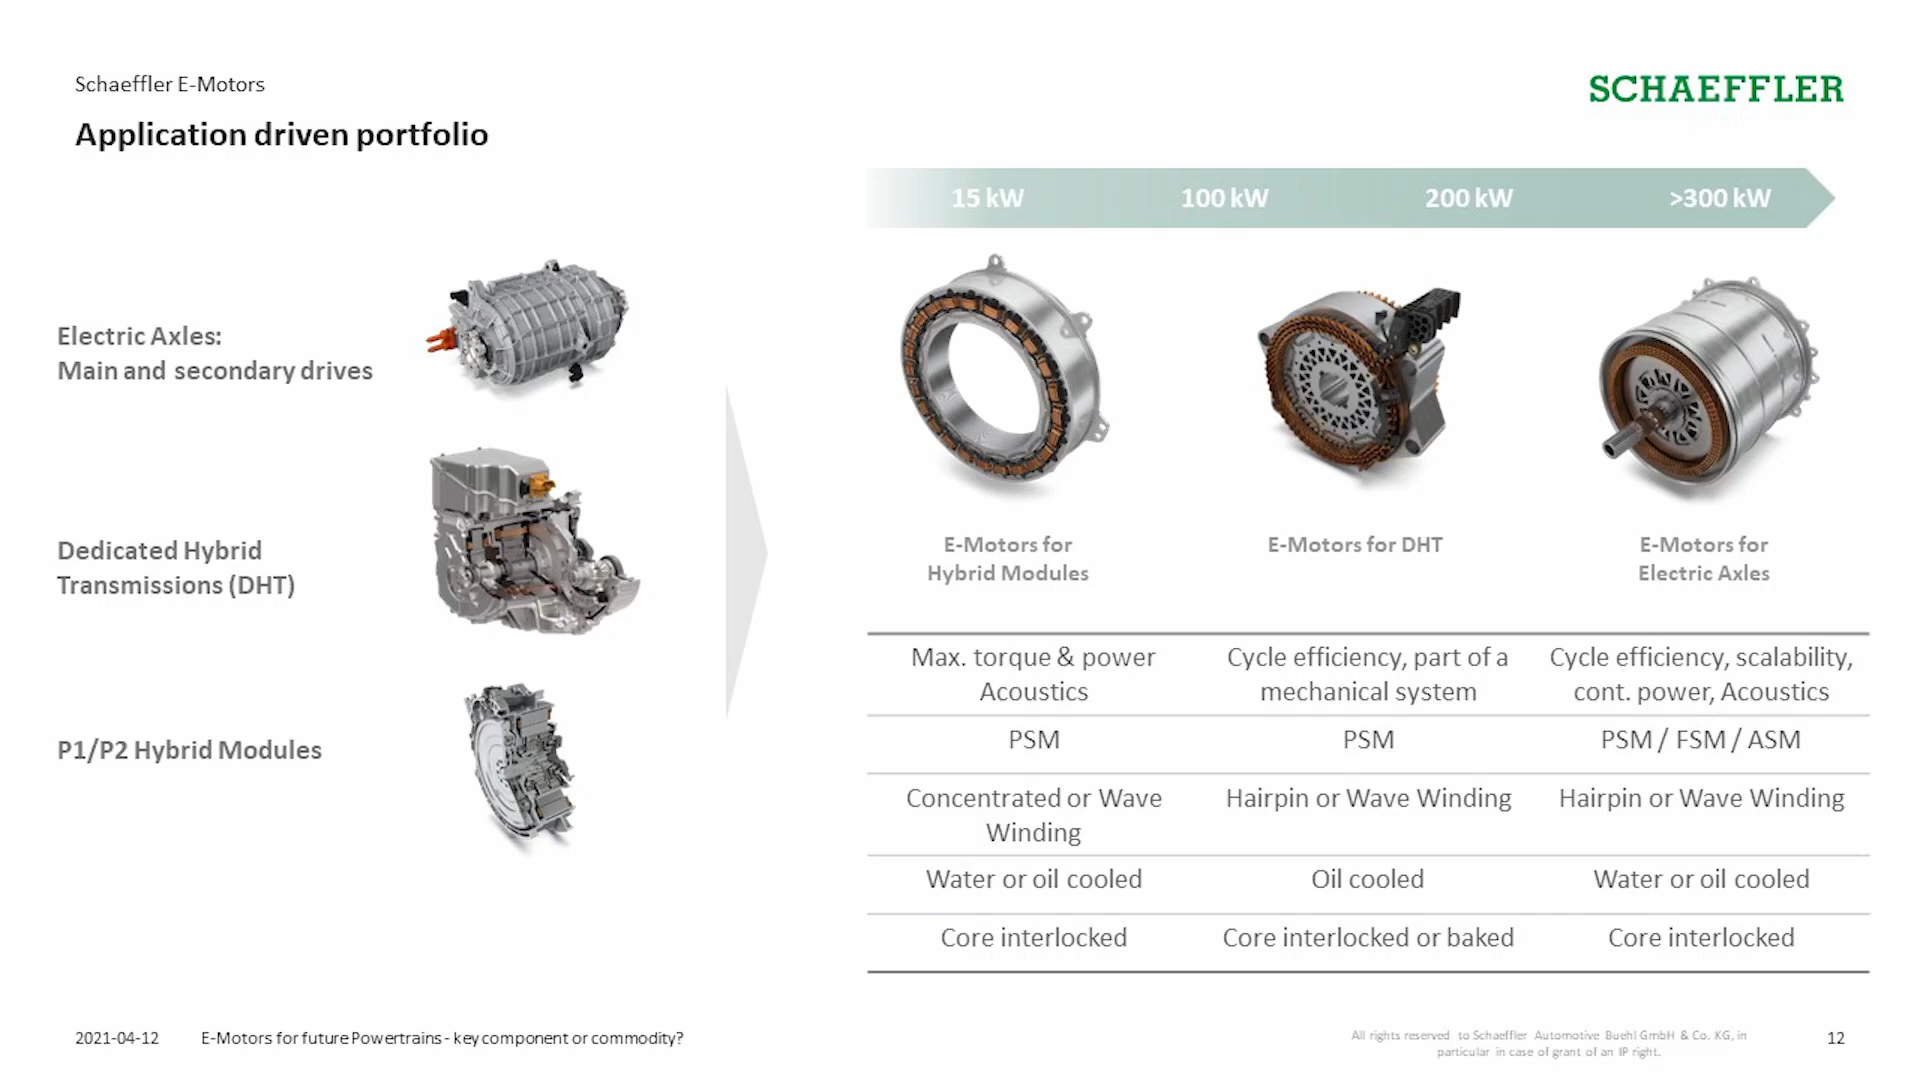 Schaeffler E-Motors
SCHAEFFLER
Application driven portfolio
15 kW 100 kW 200 kW >300 kW
Electric Axles:
Main and secondary drives
Dedicated Hybrid
Transmissions (DHT)
P1/P2 Hybrid Modules
E-Motors for
Hybrid Modules
E-Motors for DHT
E-Motors for
Electric Axles
Max. torque & power
Acoustics
Cycle efficiency, part of a
mechanical system
Cycle efficiency, scalability,
cont. power, Acoustics
PSM
PSM
PSM / FSM / ASM
Concentrated or Wave
Winding
Hairpin or Wave Winding
Hairpin or Wave Winding
Water or oil cooled
Oil cooled
Water or oil cooled
Core interlocked
Core interlocked or baked
Core interlocked
2021-04-12 E-Motors for future Powertrains - key component or commodity?
All rights reserved to Schaeffler Automotive Buehl GmbH & Co. KG, in
particular in case of grant of an IP right.
12